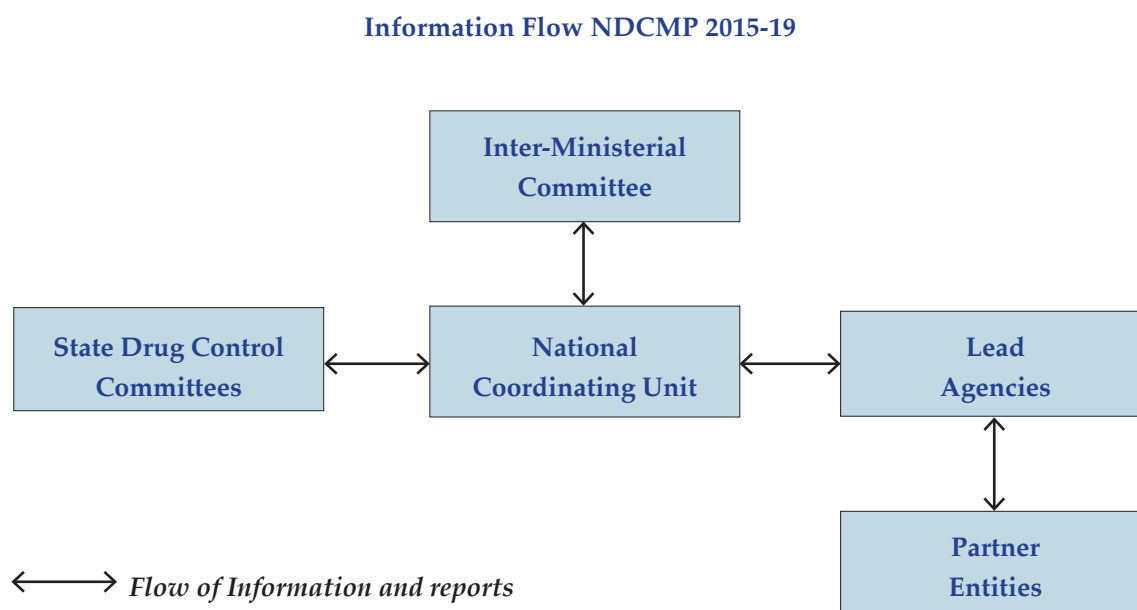 Information Flow NDCMP 2015-19
Inter-Ministerial
Committee
State Drug Control
Committees
National
Coordinating Unit
Lead
Agencies
Partner
Entities
Flow of Information and reports